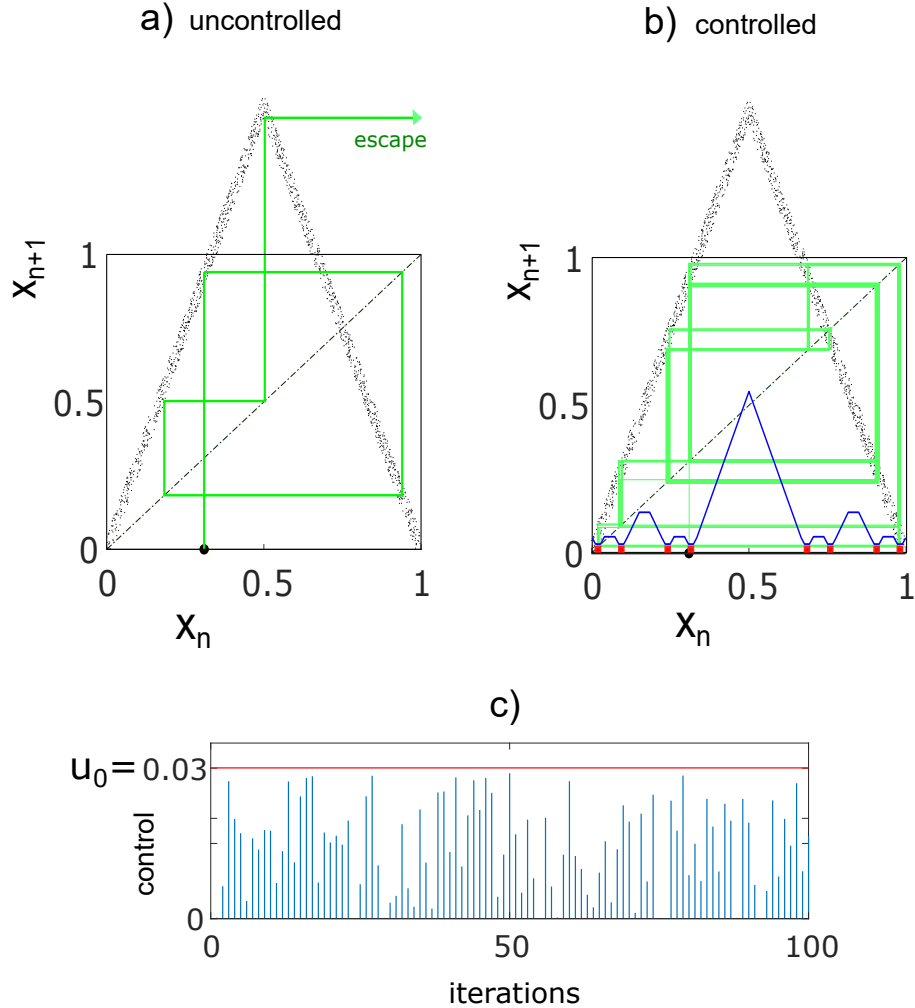 a) uncontrolled
b) controlled
escape
1
0.5
0
x_{n+1}
0 0.5 1
x_n
1
0.5
0
x_{n+1}
0 0.5 1
x_n
c)
u_0=0.03
control
0
0 50 100
iterations